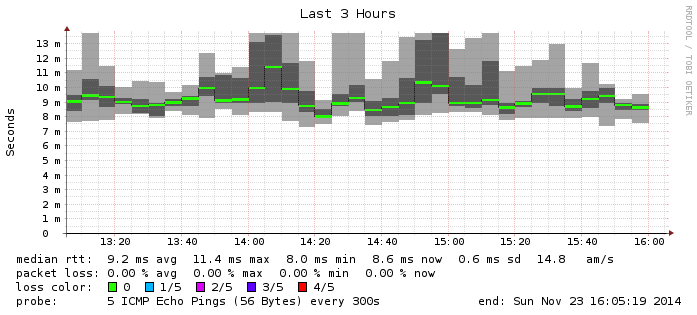 Last 3 Hours
RRDTOOL / TOBI OETIKER
Seconds
13 m
12 m
11 m
10 m
9 m
8 m
7 m
6 m
5 m
4 m
3 m
2 m
1 m
0
13:20 13:40 14:00 14:20 14:40 15:00 15:20 15:40 16:00
median rtt: 9.2 ms avg 11.4 ms max 8.0 ms min 8.6 ms now 0.6 ms sd 14.8 am/s
packet loss: 0.00 % avg 0.00 % max 0.00 % min 0.00 % now
loss color: 0 1/5 2/5 3/5 4/5
probe: 5 ICMP Echo Pings (56 Bytes) every 300s end: Sun Nov 23 16:05:19 2014